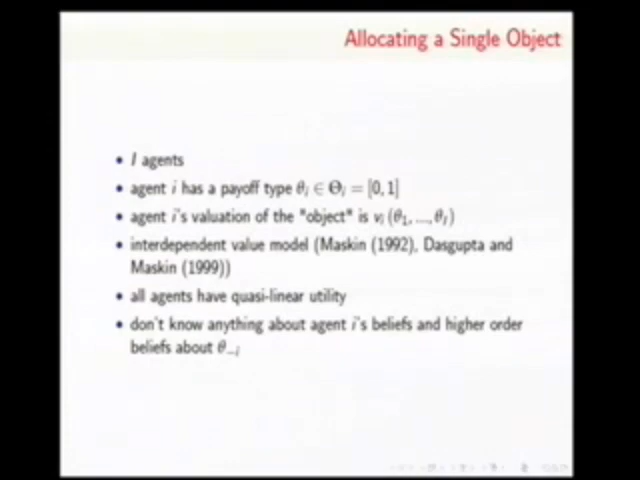 Allocating a Single Object
• I agents
• agent i has a payoff type θᵢ ∈ Θᵢ = [0, 1]
• agent i's valuation of the "object" is vᵢ (θ₁, ..., θ_I)
• interdependent value model (Maskin (1992), Dasgupta and
Maskin (1999))
• all agents have quasi-linear utility
• don't know anything about agent i's beliefs and higher order
beliefs about θ₋ᵢ